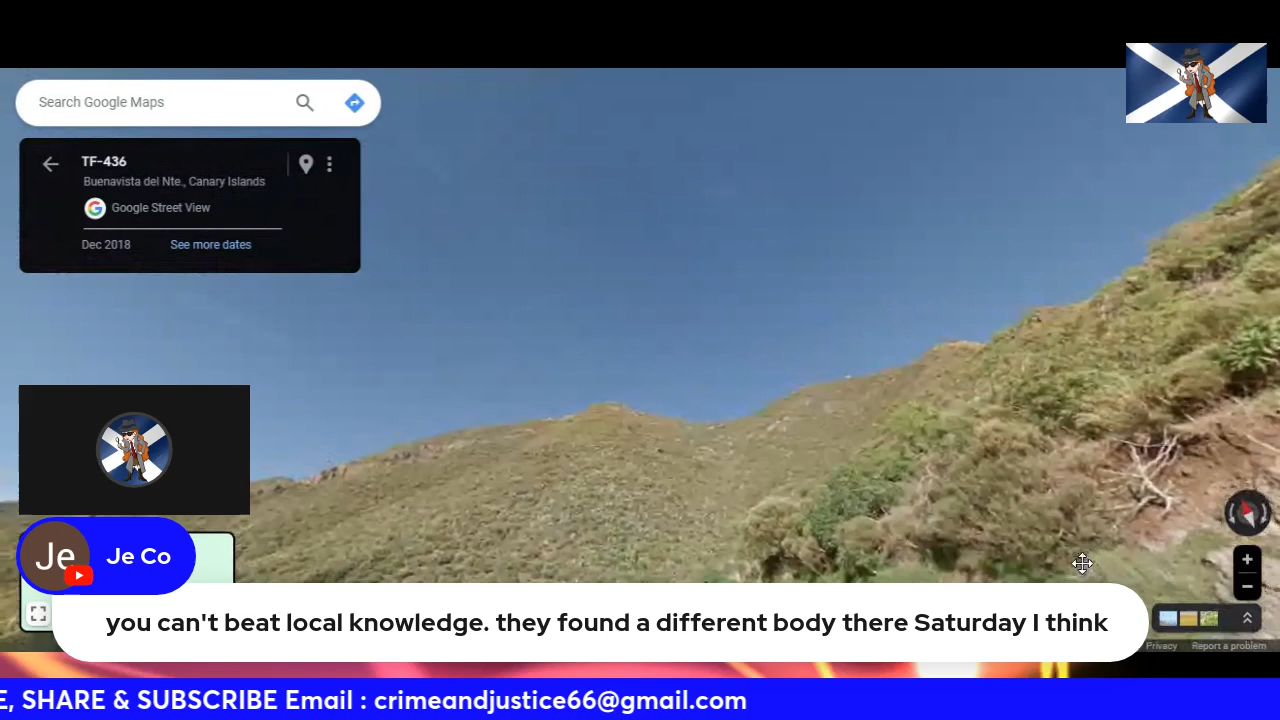 Search Google Maps
TF-436
Buenavista del Nte., Canary Islands
Google Street View
Dec 2018
See more dates
Je
Je Co
you can't beat local knowledge. they found a different body there Saturday I think
Privacy
Report a problem
E, SHARE & SUBSCRIBE Email : crimeandjustice66@gmail.com